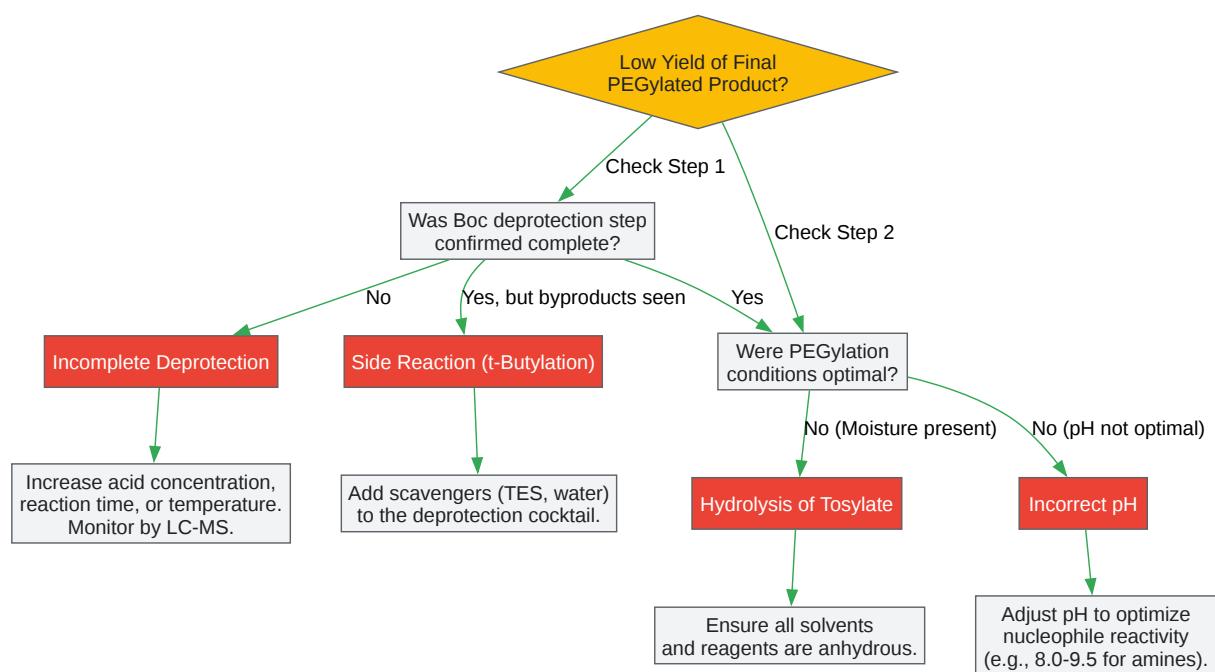 Low Yield of Final
PEGylated Product?
Check Step 1
Was Boc deprotection step
confirmed complete?
Check Step 2
No
Yes, but byproducts seen
Yes
Incomplete Deprotection
Side Reaction (t-Butylation)
Were PEGylation
conditions optimal?
No (Moisture present)
No (pH not optimal)
Increase acid concentration,
reaction time, or temperature.
Monitor by LC-MS.
Add scavengers (TES, water)
to the deprotection cocktail.
Hydrolysis of Tosylate
Incorrect pH
Ensure all solvents
and reagents are anhydrous.
Adjust pH to optimize
nucleophile reactivity
(e.g., 8.0-9.5 for amines).